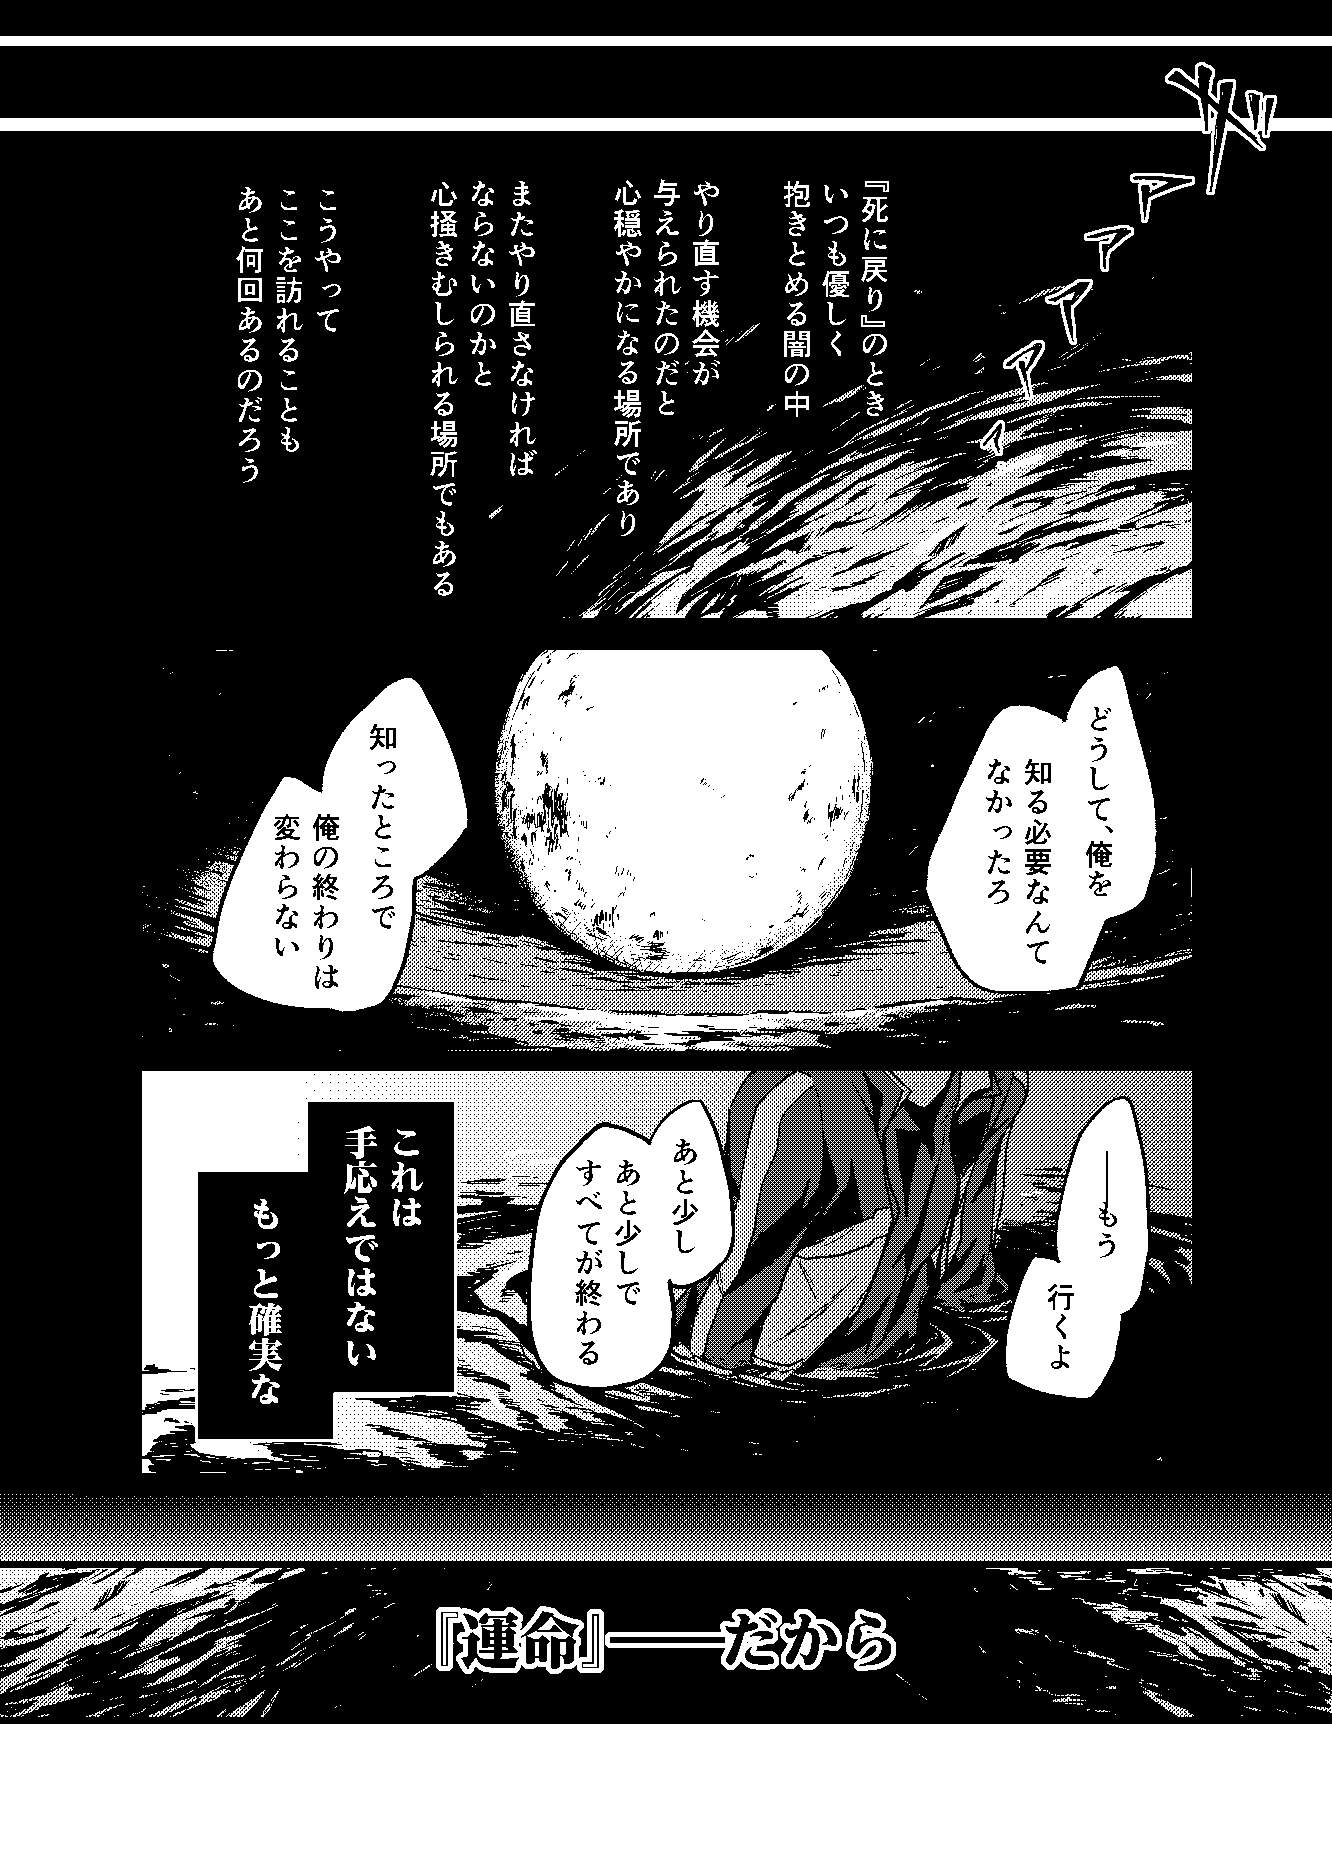 ザァァァァァ
『死に戻り』のとき
いつも優しく
抱きとめる闇の中
やり直す機会が
与えられたのだと
心穏やかになる場所であり
またやり直さなければ
ならないのかと
心掻きむしられる場所でもある
こうやって
ここを訪れることも
あと何回あるのだろう
どうして、俺を
知る必要なんて
なかったろ
知ったところで
俺の終わりは
変わらない
──もう
行くよ
あと少し
あと少しで
すべてが終わる
これは
手応えではない
もっと確実な
『運命』──だから